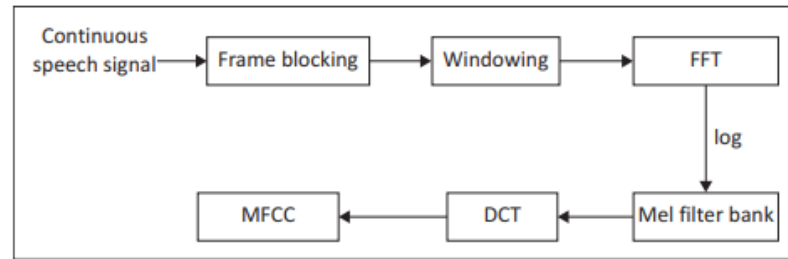 Continuous
speech signal
Frame blocking
Windowing
FFT
log
MFCC
DCT
Mel filter bank